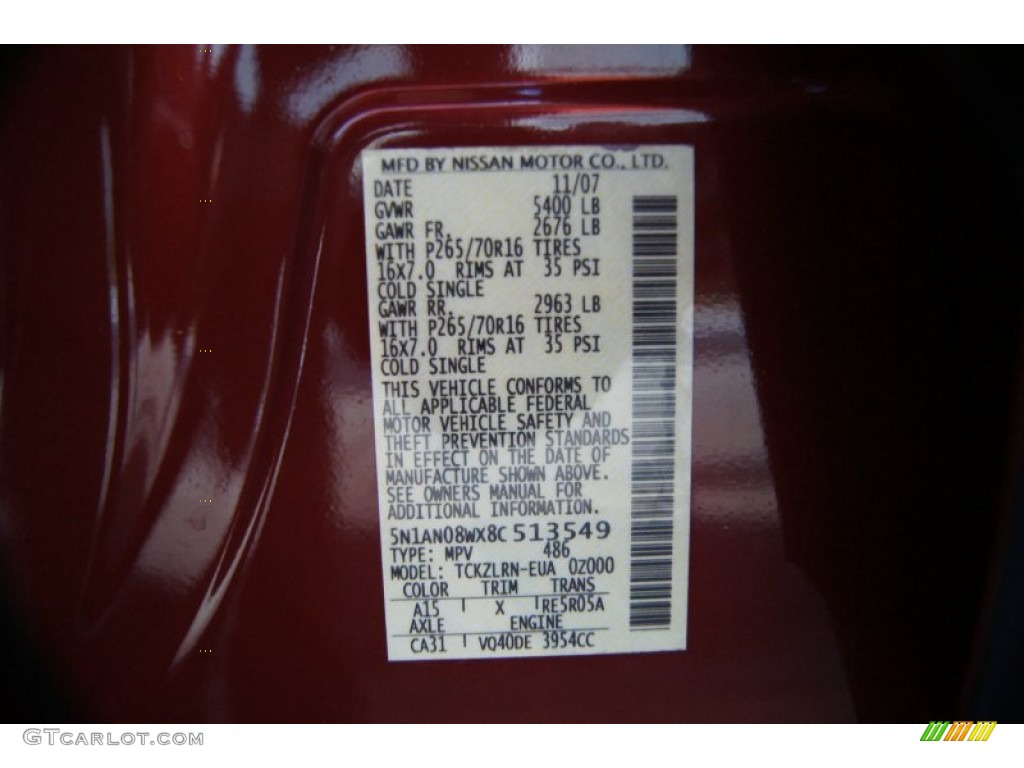 MFD BY NISSAN MOTOR CO., LTD.
DATE 11/07
GVWR 5400 LB
GAWR FR. 2676 LB
WITH P265/70R16 TIRES
16X7.0 RIMS AT 35 PSI
COLD SINGLE
GAWR RR. 2963 LB
WITH P265/70R16 TIRES
16X7.0 RIMS AT 35 PSI
COLD SINGLE
THIS VEHICLE CONFORMS TO
ALL APPLICABLE FEDERAL
MOTOR VEHICLE SAFETY AND
THEFT PREVENTION STANDARDS
IN EFFECT ON THE DATE OF
MANUFACTURE SHOWN ABOVE.
SEE OWNERS MANUAL FOR
ADDITIONAL INFORMATION.
5N1AN08WX8C513549
TYPE: MPV 486
MODEL: TCKZLRN-EUA 0Z000
COLOR TRIM TRANS
A15 X RE5R05A
AXLE ENGINE
CA31 VQ40DE 3954CC
GTCARLOT.COM